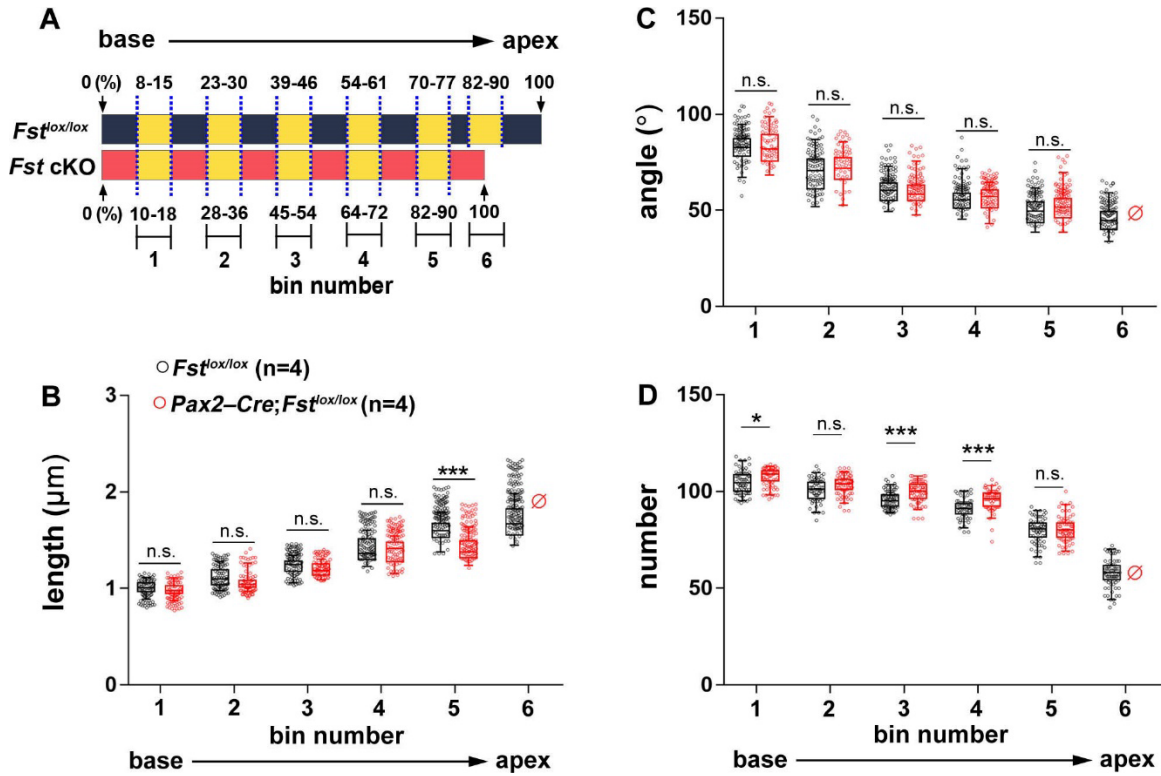 A
base apex
0 (%) 8-15 23-30 39-46 54-61 70-77 82-90 100
Fst^lox/lox
Fst cKO
0 (%) 10-18 28-36 45-54 64-72 82-90 100
1 2 3 4 5 6
bin number
B
Fst^lox/lox (n=4)
Pax2–Cre;Fst^lox/lox (n=4)
length (μm)
3
2
1
0
n.s. n.s. n.s. n.s. *** ∅
1 2 3 4 5 6
bin number
base apex
C
angle (°)
150
100
50
0
n.s. n.s. n.s. n.s. n.s. ∅
1 2 3 4 5 6
D
number
150
100
50
0
* n.s. *** *** n.s. ∅
1 2 3 4 5 6
bin number
base apex